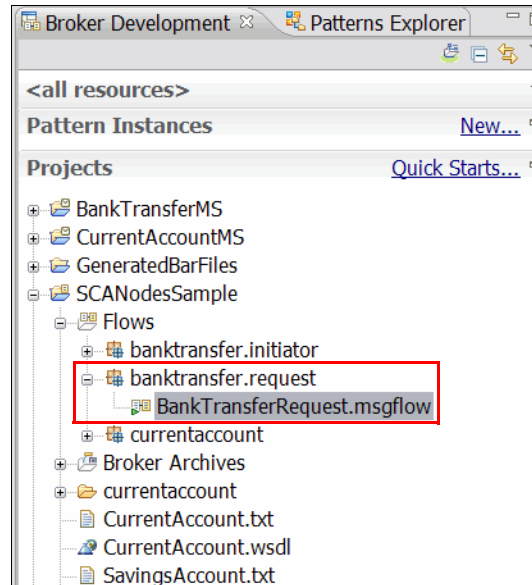 Broker Development Patterns Explorer
<all resources>
Pattern Instances New...
Projects Quick Starts...
BankTransferMS
CurrentAccountMS
GeneratedBarFiles
SCANodesSample
Flows
banktransfer.initiator
banktransfer.request
BankTransferRequest.msgflow
currentaccount
Broker Archives
currentaccount
CurrentAccount.txt
CurrentAccount.wsdl
SavingsAccount.txt